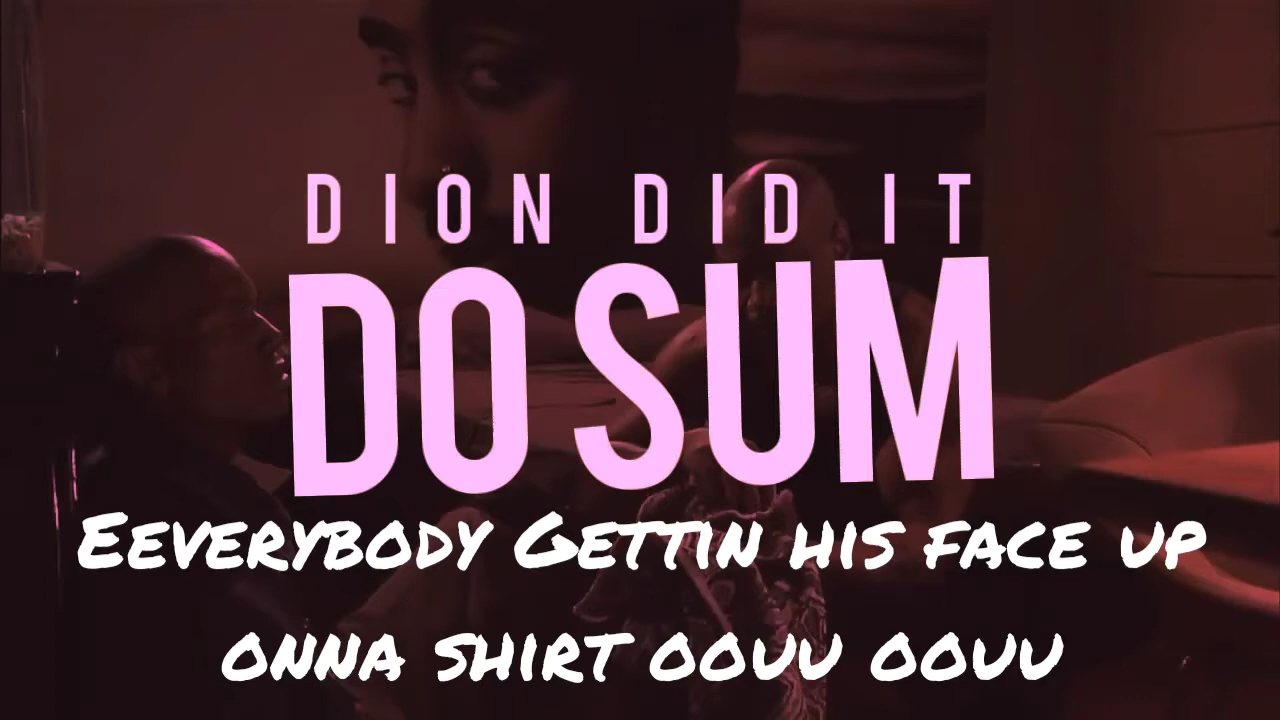 DION DID IT
DO SUM
EEVERYBODY GETTIN HIS FACE UP
ONNA SHIRT OOUU OOUU